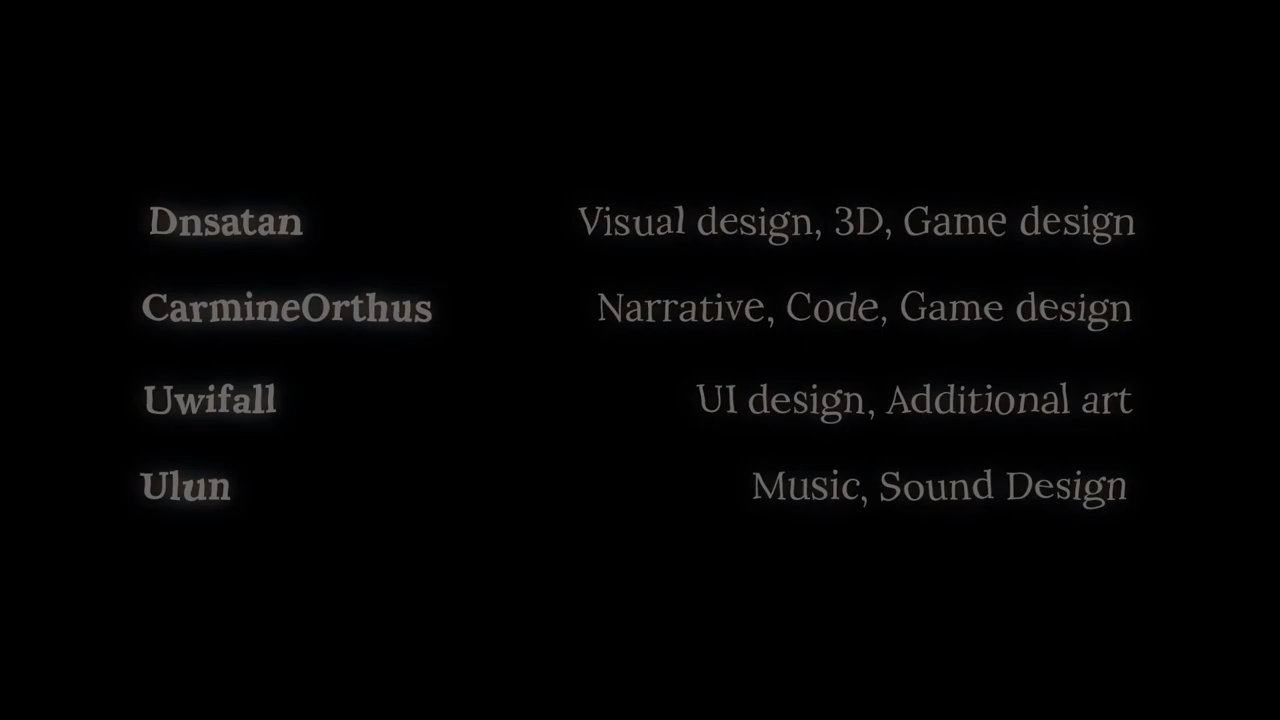 Dnsatan Visual design, 3D, Game design
CarmineOrthus Narrative, Code, Game design
Uwifall UI design, Additional art
Ulun Music, Sound Design